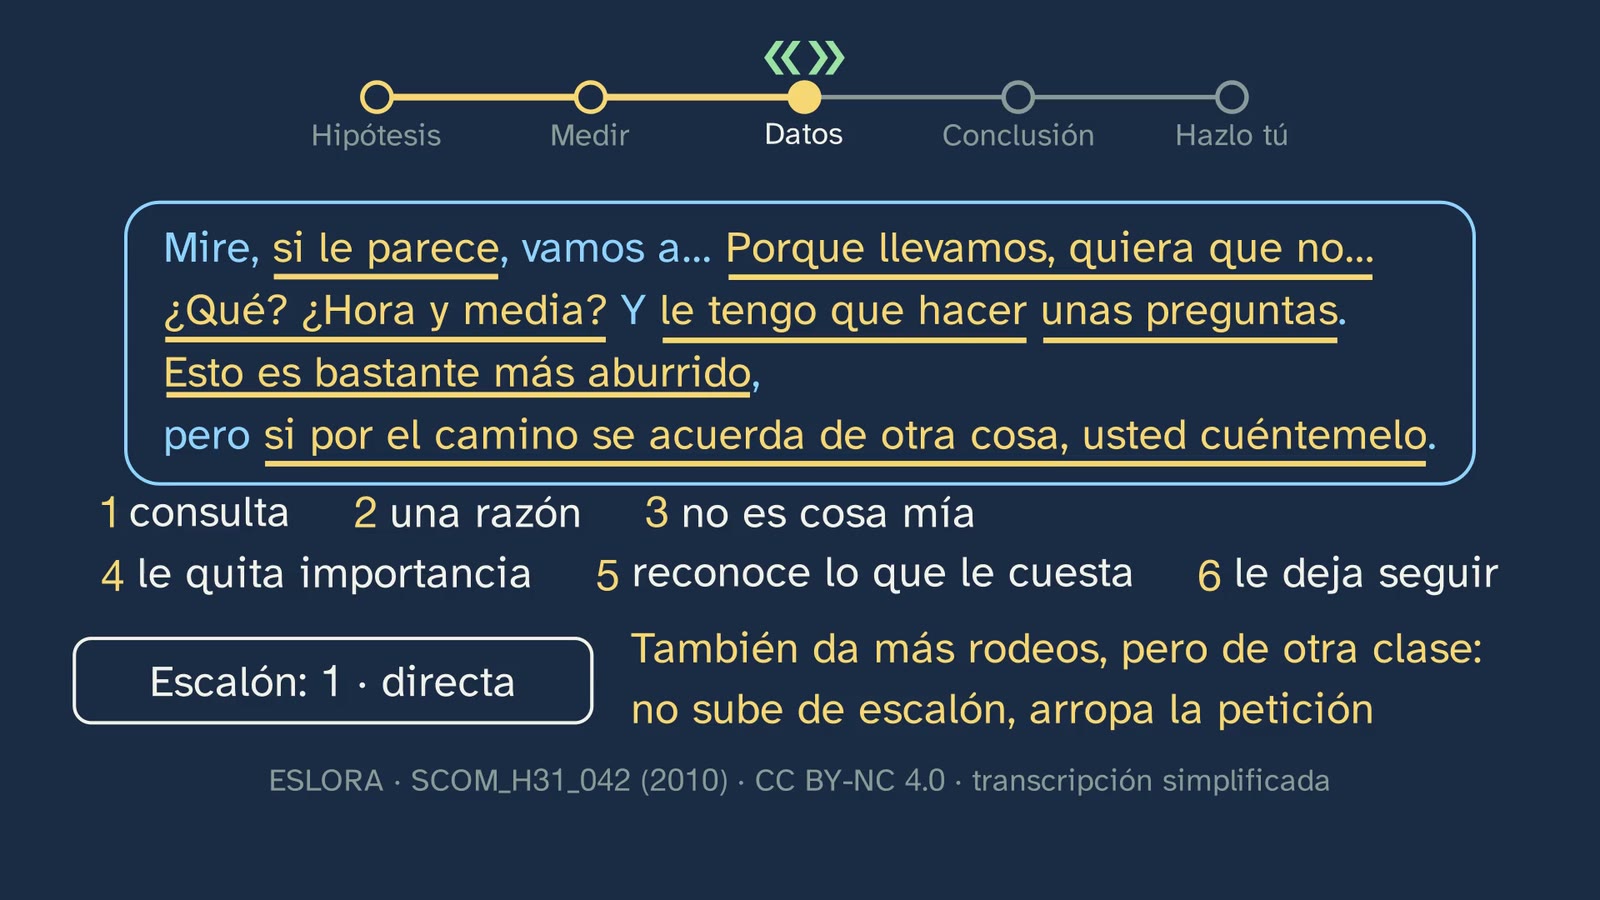 «»
Hipótesis Medir Datos Conclusión Hazlo tú
Mire, si le parece, vamos a... Porque llevamos, quiera que no...
¿Qué? ¿Hora y media? Y le tengo que hacer unas preguntas.
Esto es bastante más aburrido,
pero si por el camino se acuerda de otra cosa, usted cuéntemelo.
1 consulta 2 una razón 3 no es cosa mía
4 le quita importancia 5 reconoce lo que le cuesta 6 le deja seguir
Escalón: 1 · directa
También da más rodeos, pero de otra clase:
no sube de escalón, arropa la petición
ESLORA · SCOM_H31_042 (2010) · CC BY-NC 4.0 · transcripción simplificada